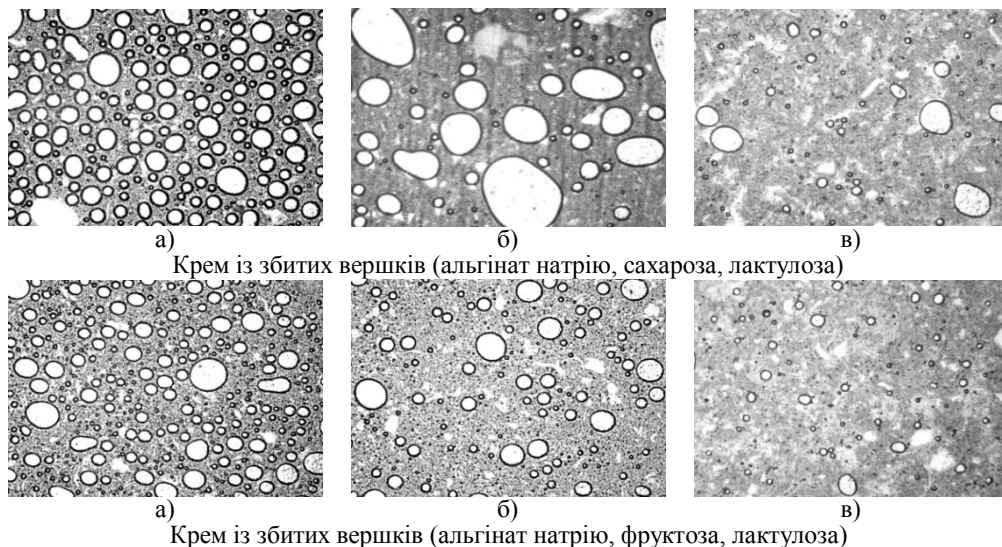 а) б) в)
Крем із збитих вершків (альгінат натрію, сахароза, лактулоза)
а) б) в)
Крем із збитих вершків (альгінат натрію, фруктоза, лактулоза)